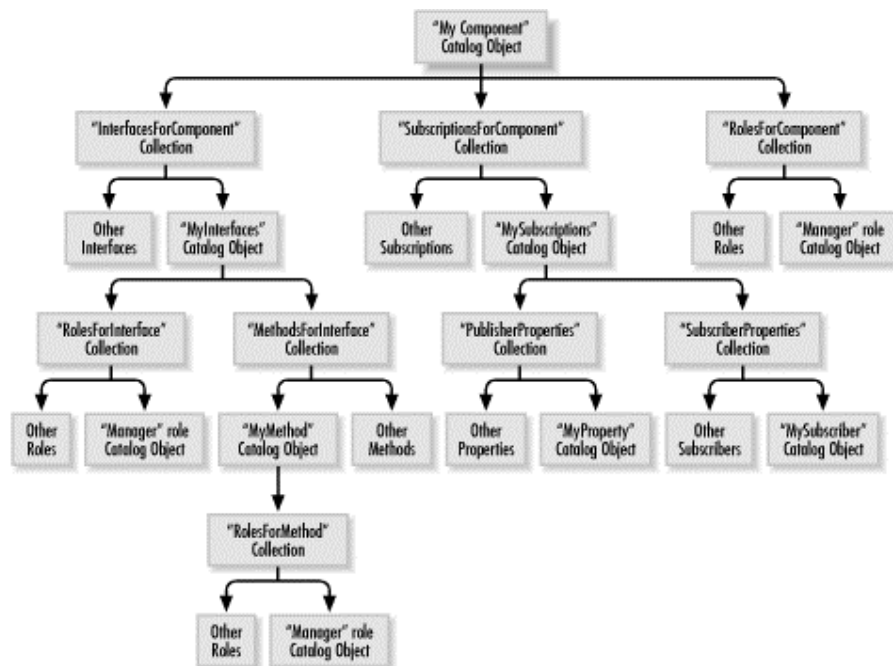 “My Component”
Catalog Object
“InterfacesForComponent”
Collection
“SubscriptionsForComponent”
Collection
“RolesForComponent”
Collection
Other
Interfaces
“MyInterfaces”
Catalog Object
Other
Subscriptions
“MySubscriptions”
Catalog Object
Other
Roles
“Manager” role
Catalog Object
“RolesForInterface”
Collection
“MethodsForInterface”
Collection
“PublisherProperties”
Collection
“SubscriberProperties”
Collection
Other
Roles
“Manager” role
Catalog Object
“MyMethod”
Catalog Object
Other
Methods
Other
Properties
“MyProperty”
Catalog Object
Other
Subscribers
“MySubscriber”
Catalog Object
“RolesForMethod”
Collection
Other
Roles
“Manager” role
Catalog Object